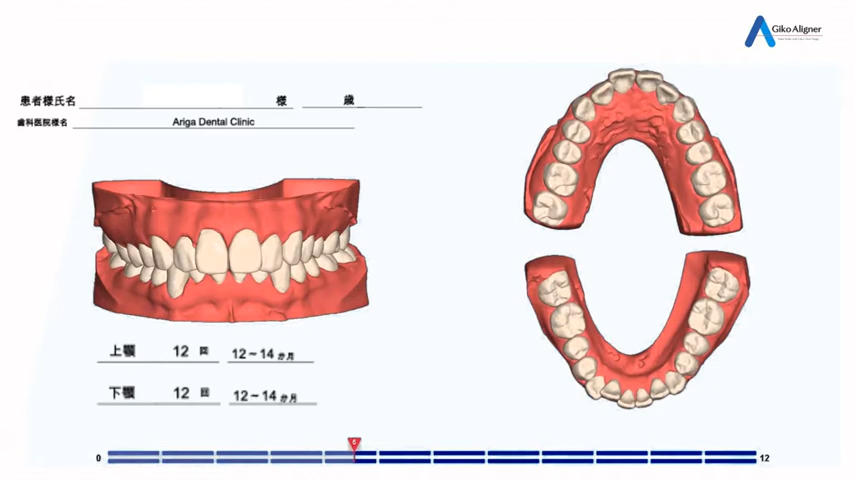 Giko Aligner
患者様氏名 様 歳
歯科医院様名 Ariga Dental Clinic
上顎 12 回 12~14 か月
下顎 12 回 12~14 か月
0 12